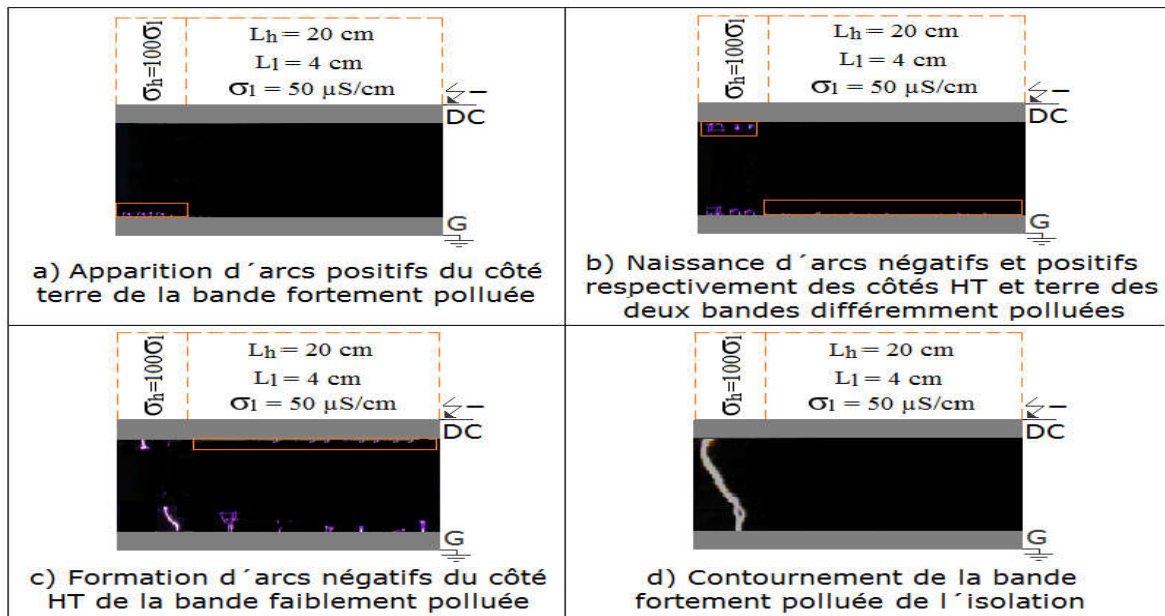 σh=100σl
Lh = 20 cm
Ll = 4 cm
σl = 50 µS/cm
–
DC
G
a) Apparition d´arcs positifs du côté
terre de la bande fortement polluée
σh=100σl
Lh = 20 cm
Ll = 4 cm
σl = 50 µS/cm
–
DC
G
b) Naissance d´arcs négatifs et positifs
respectivement des côtés HT et terre des
deux bandes différemment polluées
σh=100σl
Lh = 20 cm
Ll = 4 cm
σl = 50 µS/cm
–
DC
G
c) Formation d´arcs négatifs du côté
HT de la bande faiblement polluée
σh=100σl
Lh = 20 cm
Ll = 4 cm
σl = 50 µS/cm
–
DC
G
d) Contournement de la bande
fortement polluée de l´isolation